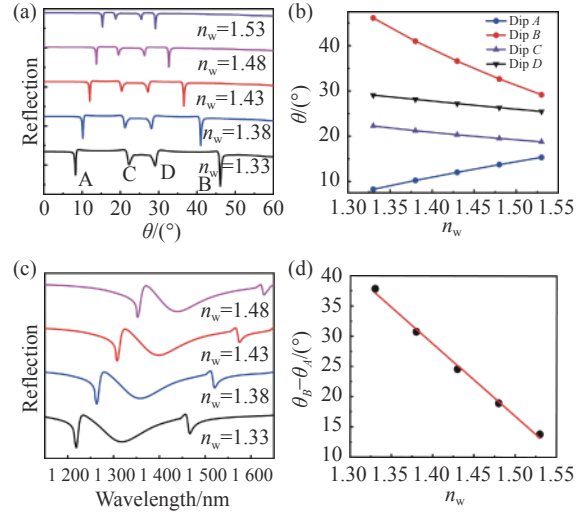 (a)
Reflection
n_w=1.53
n_w=1.48
n_w=1.43
n_w=1.38
n_w=1.33
A
C
D
B
0 10 20 30 40 50 60
θ/(°)
(b)
Dip A
Dip B
Dip C
Dip D
θ/(°)
40
30
20
10
1.30 1.35 1.40 1.45 1.50 1.55
n_w
(c)
Reflection
n_w=1.48
n_w=1.43
n_w=1.38
n_w=1.33
1 200 1 300 1 400 1 500 1 600
Wavelength/nm
(d)
θ_B−θ_A/(°)
40
35
30
25
20
15
10
1.30 1.35 1.40 1.45 1.50 1.55
n_w